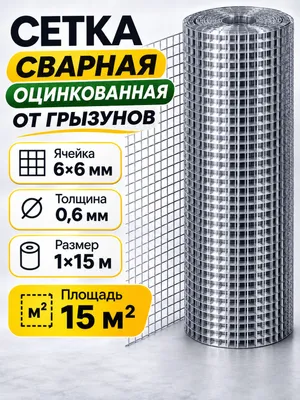 СЕТКА
СВАРНАЯ
ОЦИНКОВАННАЯ
ОТ ГРЫЗУНОВ
Ячейка
6×6 мм
Толщина
0,6 мм
Размер
1×15 м
м² Площадь
15 м²